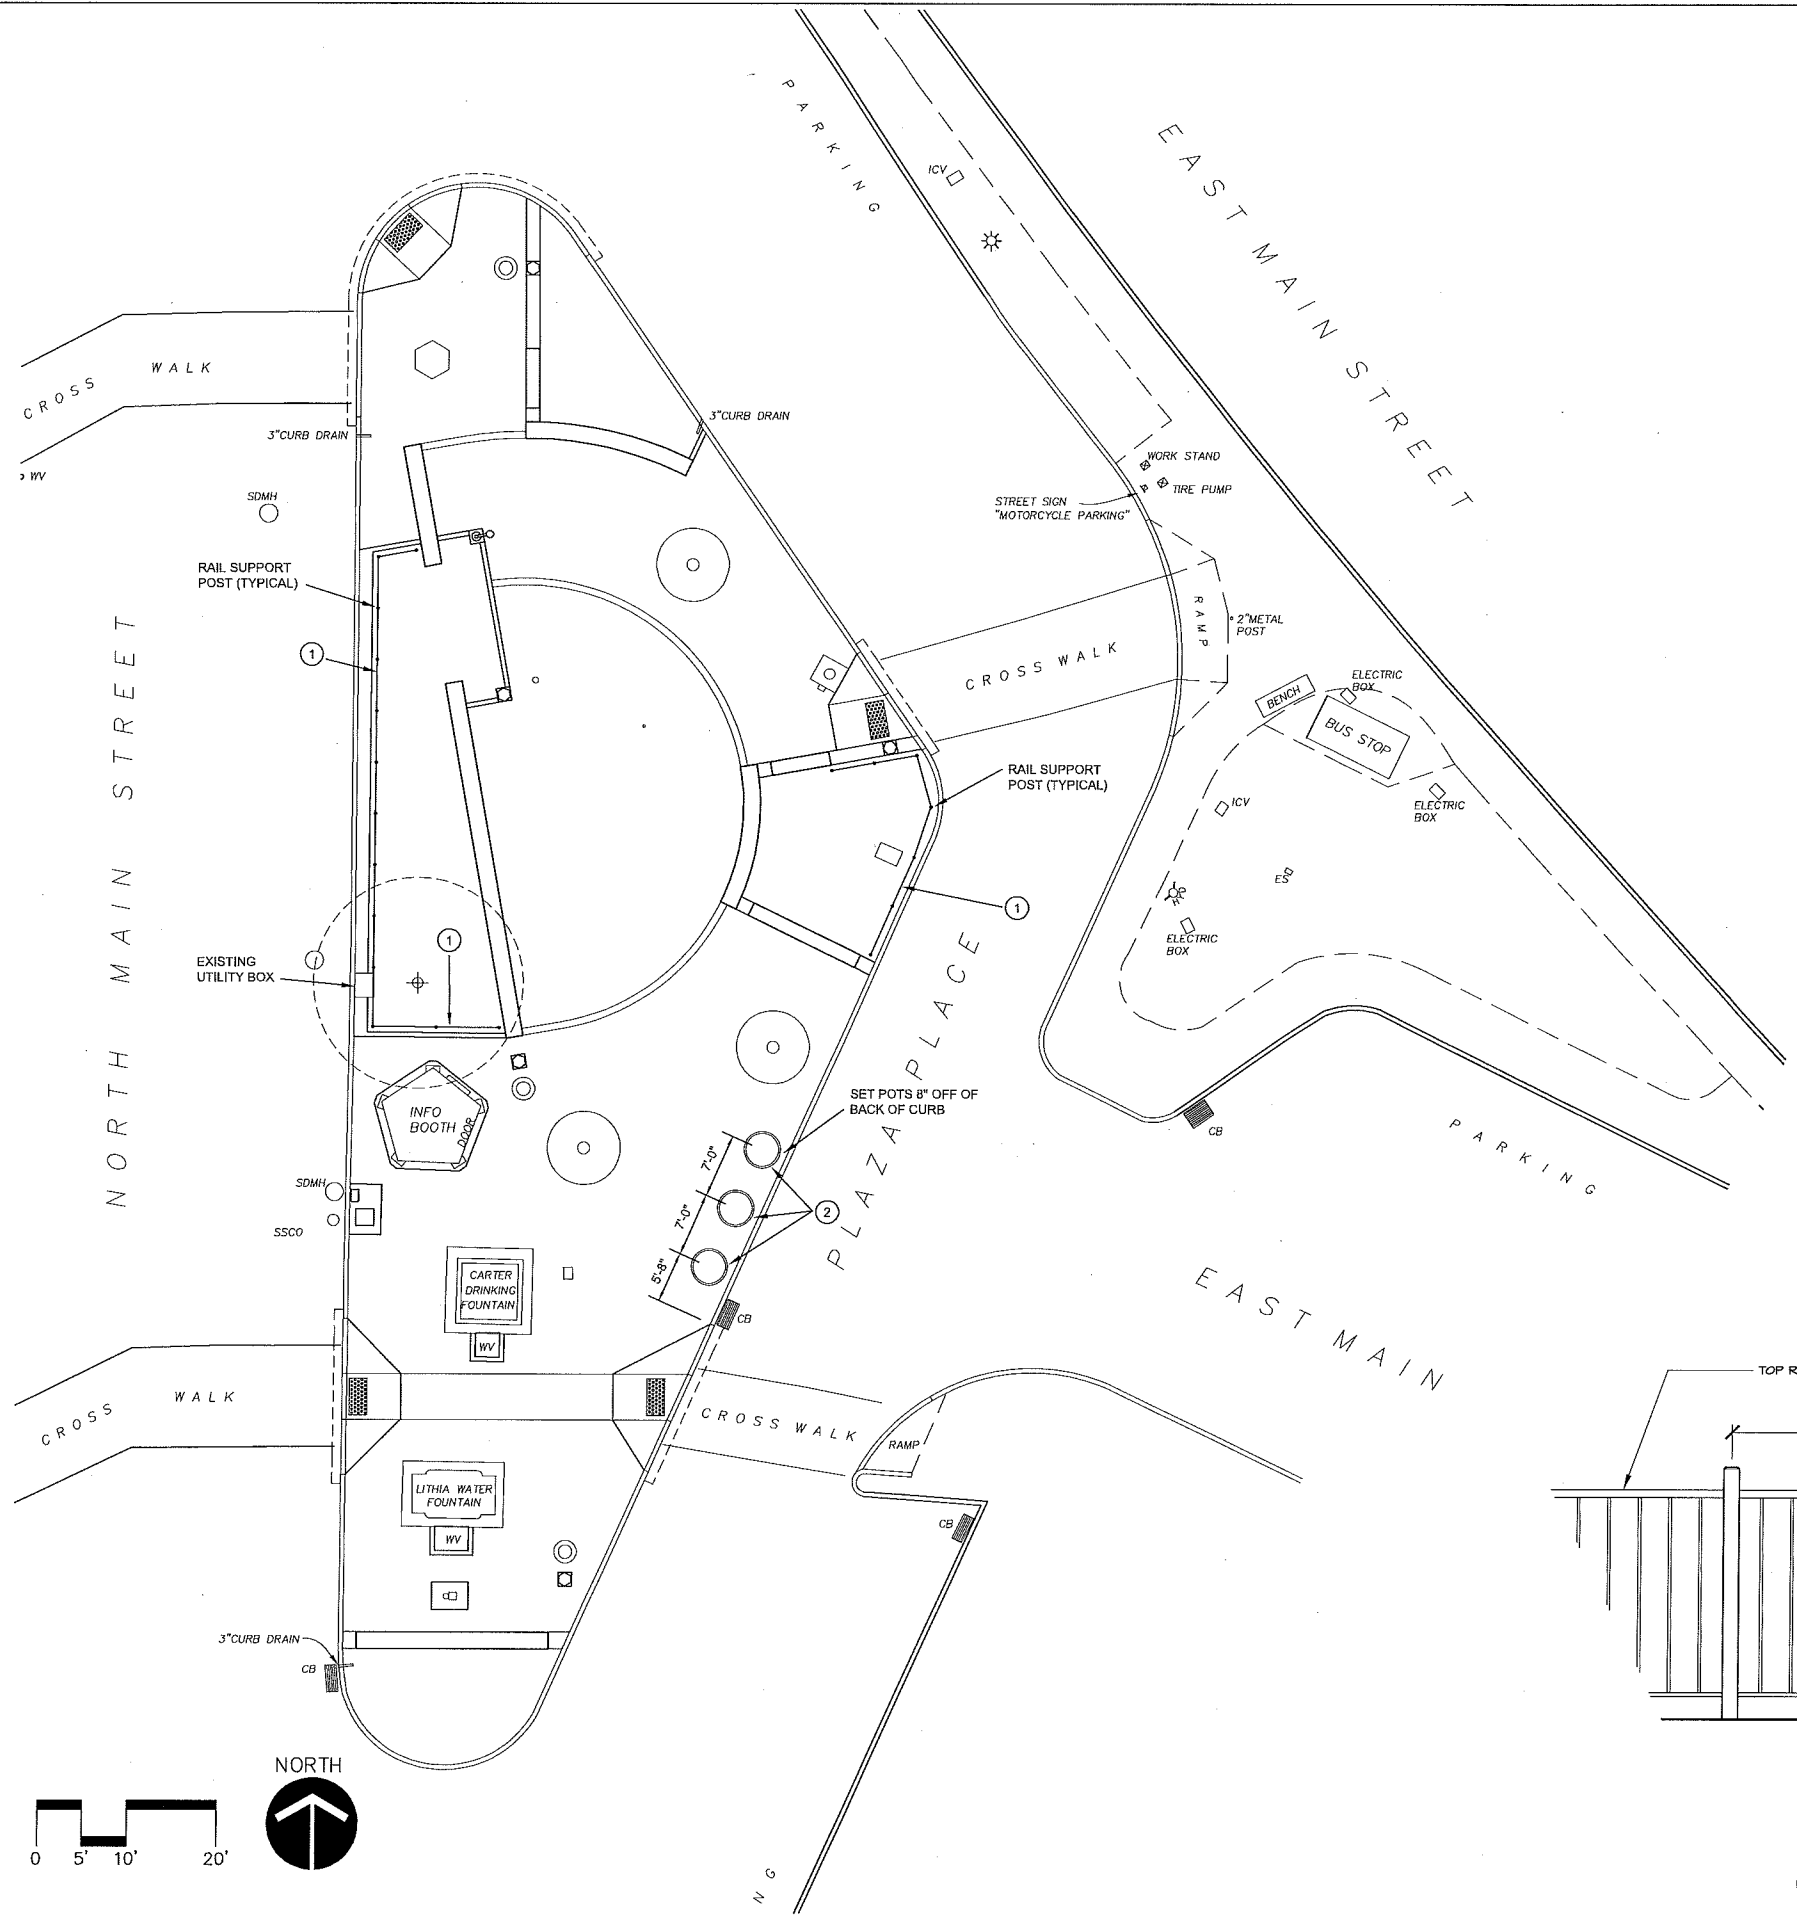 PARKING
EAST MAIN STREET
ICV
CROSS WALK
3"CURB DRAIN
3"CURB DRAIN
WV
SDMH
WORK STAND
TIRE PUMP
STREET SIGN
"MOTORCYCLE PARKING"
RAIL SUPPORT
POST (TYPICAL)
1
NORTH MAIN STREET
RAMP
2"METAL
POST
CROSS WALK
BENCH
ELECTRIC
BOX
BUS STOP
RAIL SUPPORT
POST (TYPICAL)
ICV
ELECTRIC
BOX
ES
1
1
EXISTING
UTILITY BOX
ELECTRIC
BOX
PLAZA PLACE
INFO
BOOTH
DOOR
SET POTS 8" OFF OF
BACK OF CURB
7'-0"
7'-0"
5'-8"
2
CB
PARKING
SDMH
SSCO
CARTER
DRINKING
FOUNTAIN
WV
CB
EAST MAIN
CROSS WALK
CROSS WALK
RAMP
TOP R
LITHIA WATER
FOUNTAIN
WV
CB
3"CURB DRAIN
CB
NORTH
0 5' 10' 20'
NG